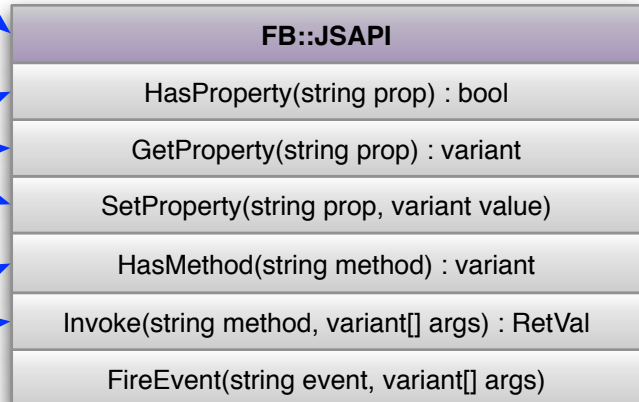 FB::JSAPI
HasProperty(string prop) : bool
GetProperty(string prop) : variant
SetProperty(string prop, variant value)
HasMethod(string method) : variant
Invoke(string method, variant[] args) : RetVal
FireEvent(string event, variant[] args)